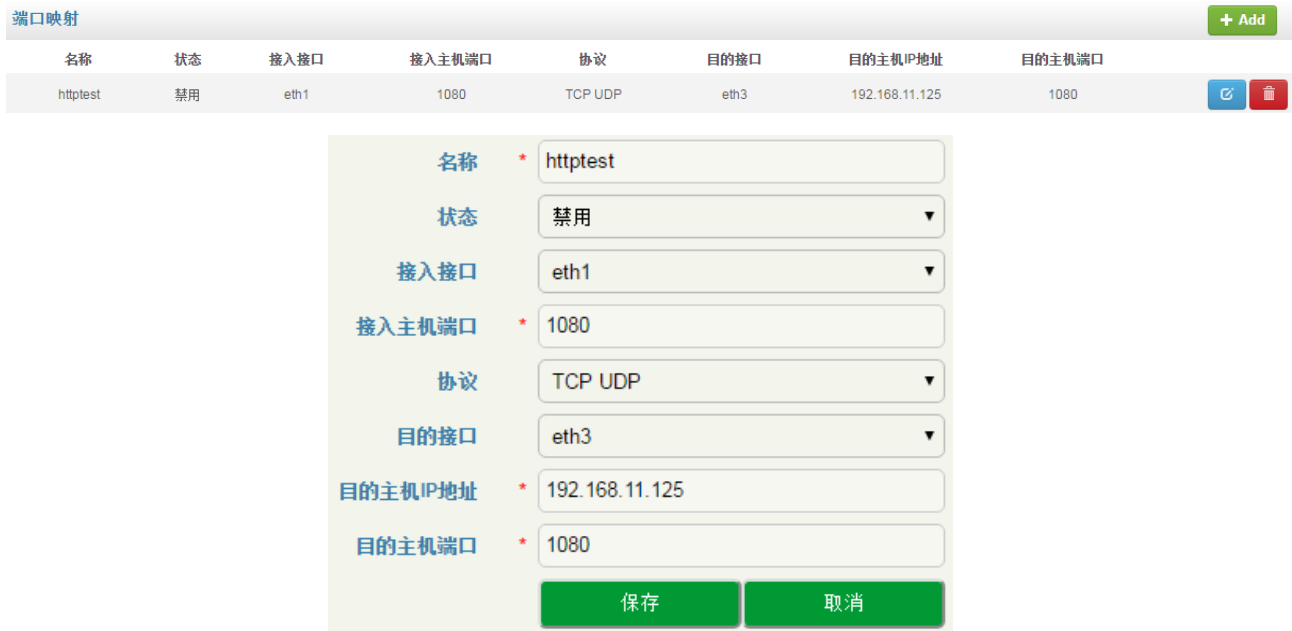 端口映射 + Add
名称 状态 接入接口 接入主机端口 协议 目的接口 目的主机IP地址 目的主机端口
httptest 禁用 eth1 1080 TCP UDP eth3 192.168.11.125 1080
名称 * httptest
状态 禁用
接入接口 eth1
接入主机端口 * 1080
协议 TCP UDP
目的接口 eth3
目的主机IP地址 * 192.168.11.125
目的主机端口 * 1080
保存 取消